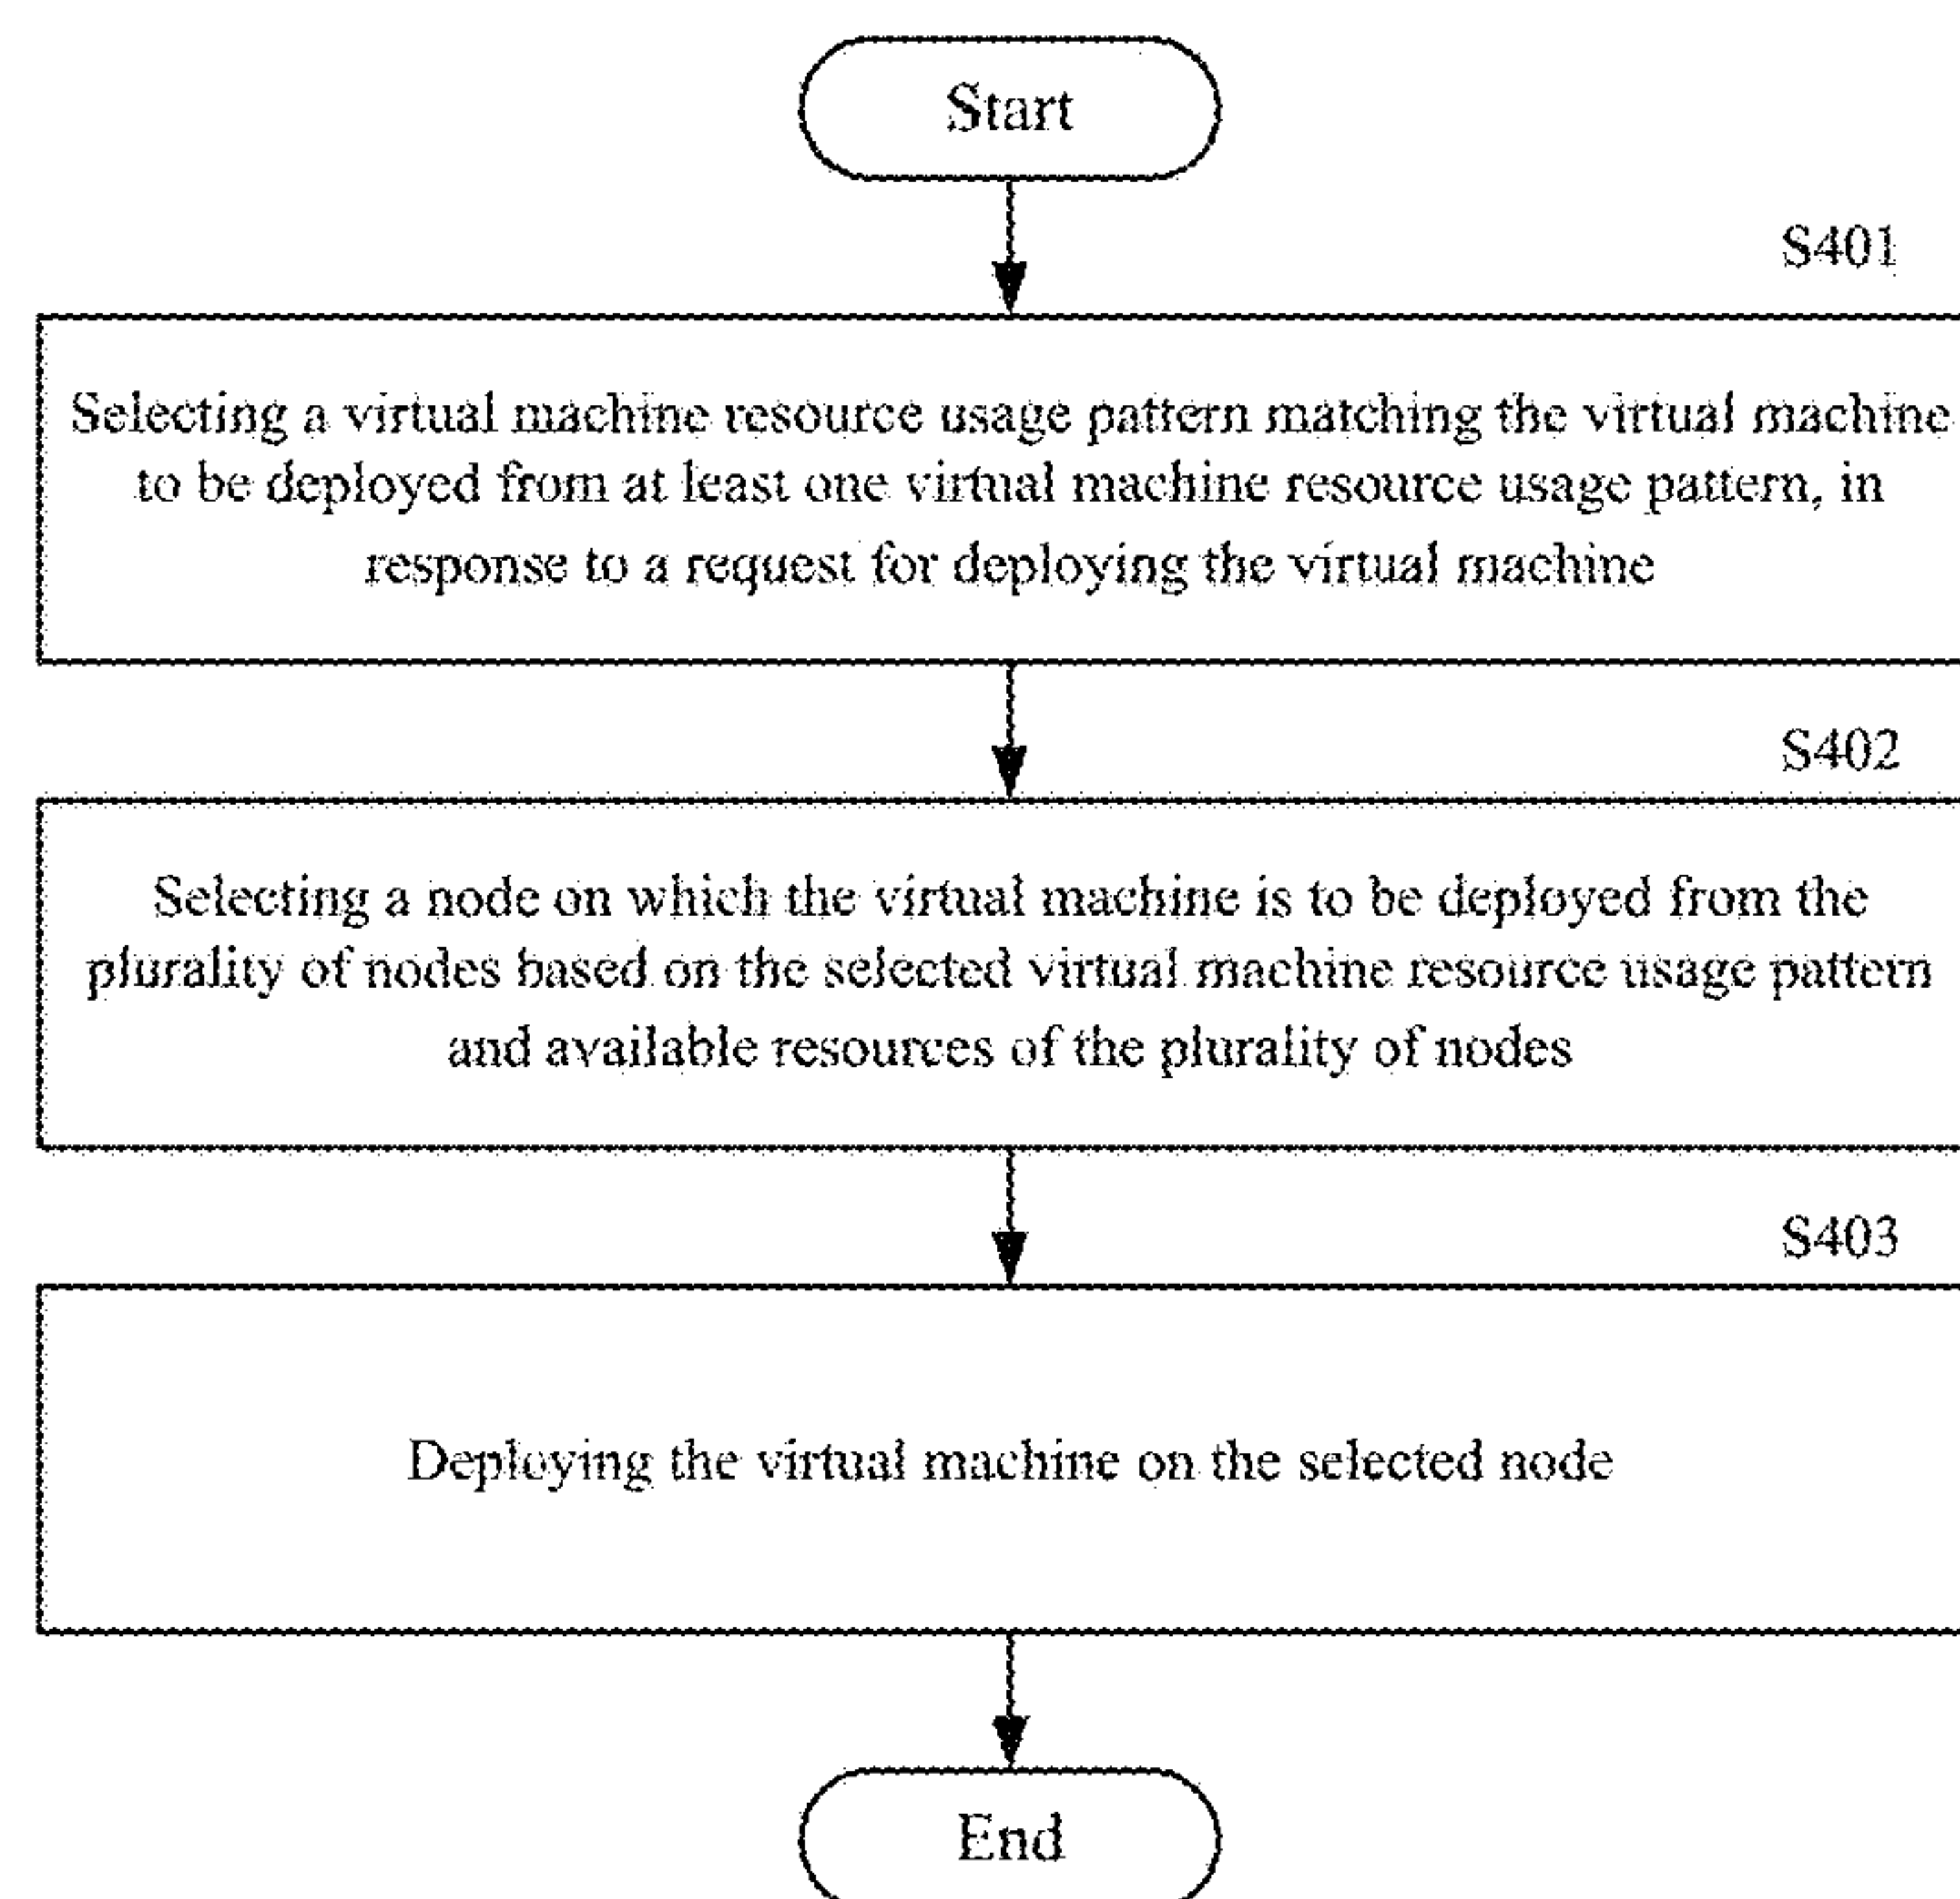 Start
S401
Selecting a virtual machine resource usage pattern matching the virtual machine
to be deployed from at least one virtual machine resource usage pattern, in
response to a request for deploying the virtual machine
S402
Selecting a node on which the virtual machine is to be deployed from the
plurality of nodes based on the selected virtual machine resource usage pattern
and available resources of the plurality of nodes
S403
Deploying the virtual machine on the selected node
End